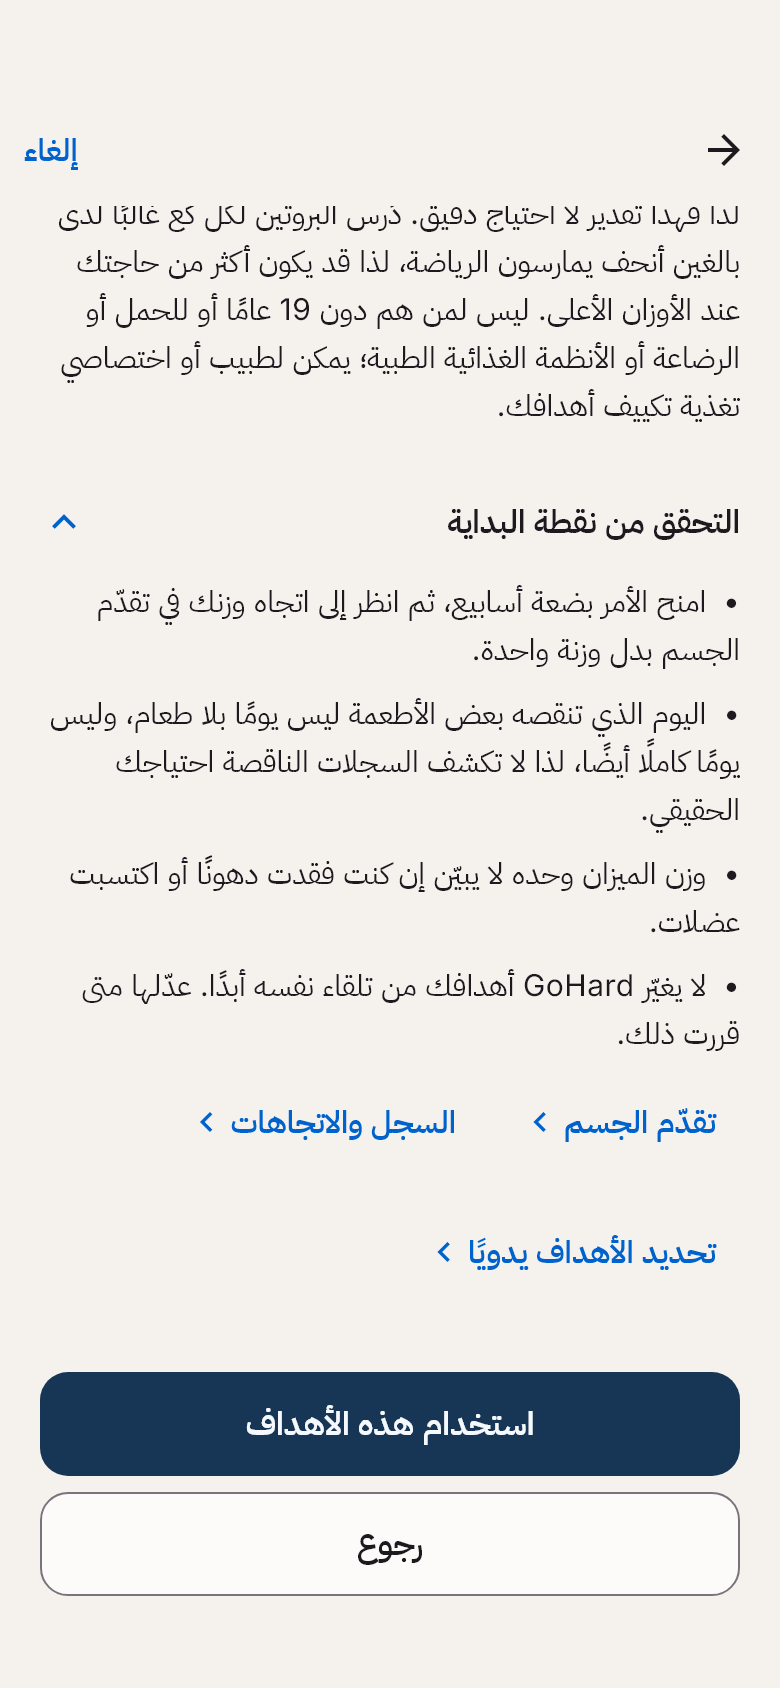 إلغاء
لذا فهذا تقدير لا احتياج دقيق. دُرس البروتين لكل كغ غالبًا لدى
بالغين أنحف يمارسون الرياضة، لذا قد يكون أكثر من حاجتك
عند الأوزان الأعلى. ليس لمن هم دون 19 عامًا أو للحمل أو
الرضاعة أو الأنظمة الغذائية الطبية؛ يمكن لطبيب أو اختصاصي
تغذية تكييف أهدافك.
التحقق من نقطة البداية
• امنح الأمر بضعة أسابيع، ثم انظر إلى اتجاه وزنك في تقدّم
الجسم بدل وزنة واحدة.
• اليوم الذي تنقصه بعض الأطعمة ليس يومًا بلا طعام، وليس
يومًا كاملًا أيضًا، لذا لا تكشف السجلات الناقصة احتياجك
الحقيقي.
• وزن الميزان وحده لا يبيّن إن كنت فقدت دهونًا أو اكتسبت
عضلات.
• لا يغيّر GoHard أهدافك من تلقاء نفسه أبدًا. عدّلها متى
قررت ذلك.
تقدّم الجسم
السجل والاتجاهات
تحديد الأهداف يدويًا
استخدام هذه الأهداف
رجوع